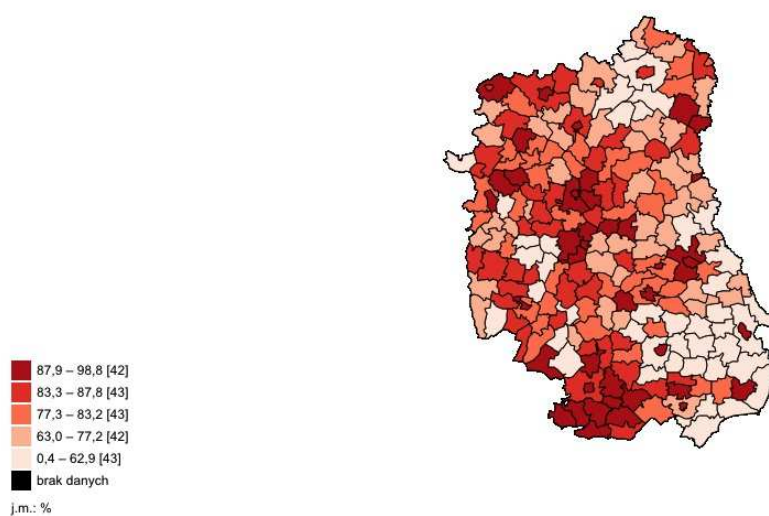 87,9 – 98,8 [42]
83,3 – 87,8 [43]
77,3 – 83,2 [43]
63,0 – 77,2 [42]
0,4 – 62,9 [43]
brak danych
j.m.: %